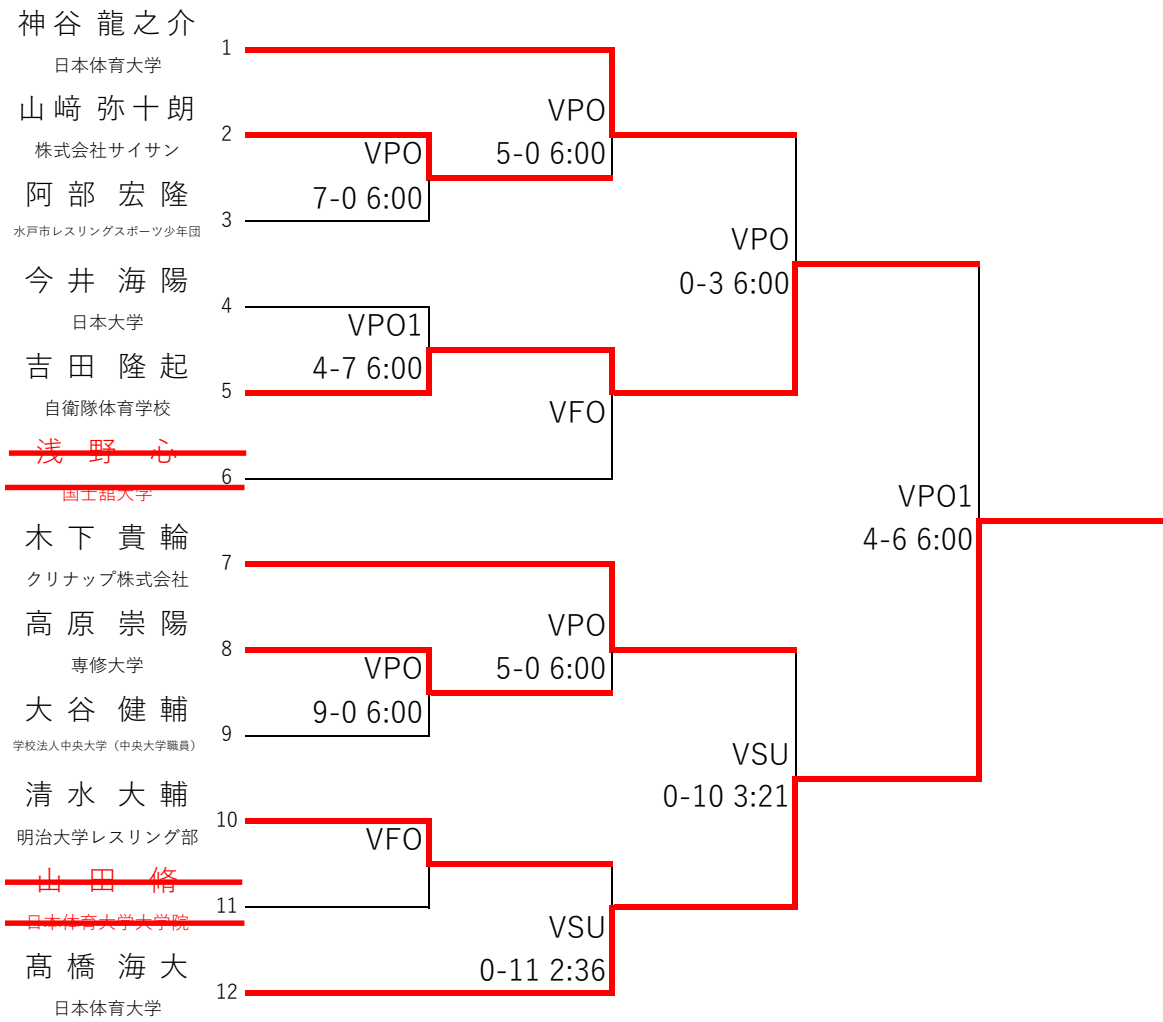 神谷 龍之介
1
日本体育大学
山﨑 弥十朗
2
株式会社サイサン
阿部 宏隆
3
水戸市レスリングスポーツ少年団
今井 海陽
4
日本大学
吉田 隆起
5
自衛隊体育学校
浅野 心
6
国士舘大学
木下 貴輪
7
クリナップ株式会社
高原 崇陽
8
専修大学
大谷 健輔
9
学校法人中央大学（中央大学職員）
清水 大輔
10
明治大学レスリング部
山田 脩
11
日本体育大学大学院
髙橋 海大
12
日本体育大学
VPO
7-0 6:00
VPO1
4-7 6:00
VPO
9-0 6:00
VFO
VPO
5-0 6:00
VFO
VPO
5-0 6:00
VSU
0-11 2:36
VPO
0-3 6:00
VSU
0-10 3:21
VPO1
4-6 6:00